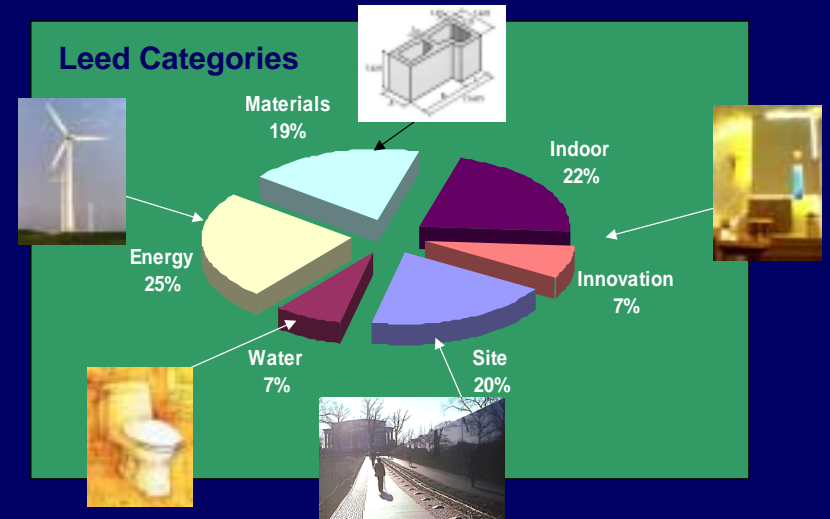 Leed Categories
Materials
19%
Indoor
22%
Energy
25%
Innovation
7%
Water
7%
Site
20%